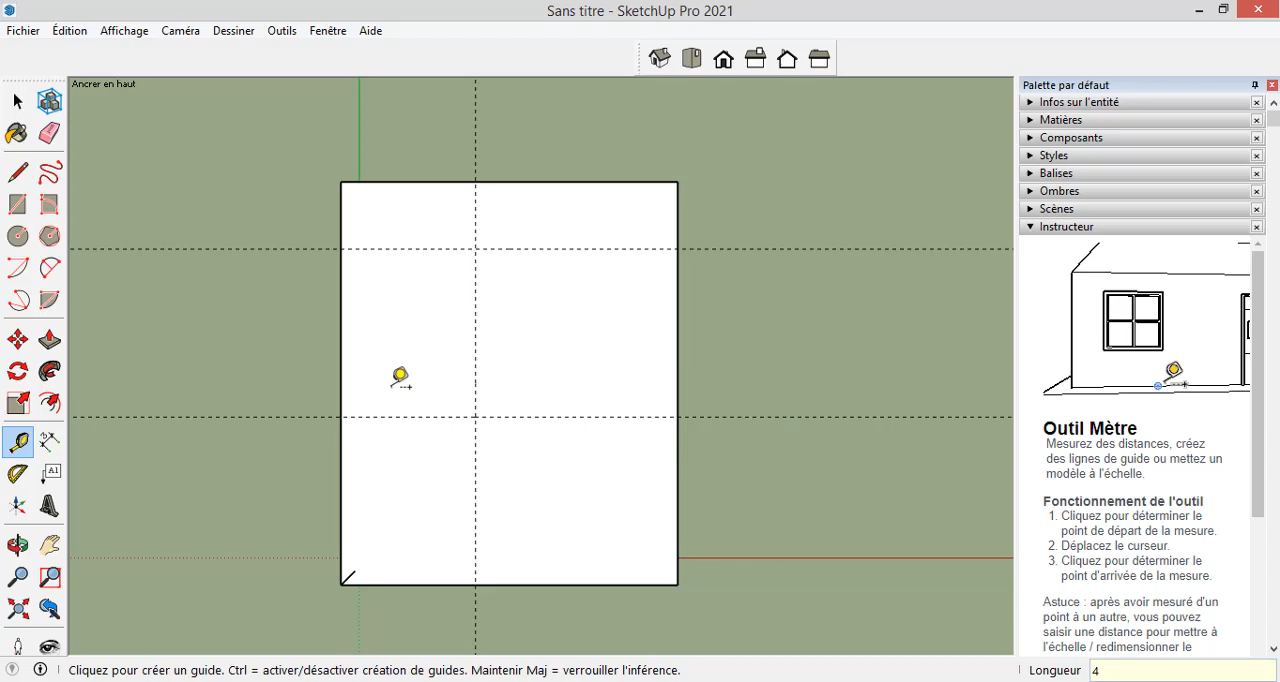 Sans titre - SketchUp Pro 2021
Fichier Édition Affichage Caméra Dessiner Outils Fenêtre Aide
Ancrer en haut
Palette par défaut
Infos sur l'entité
Matières
Composants
Styles
Balises
Ombres
Scènes
Instructeur
A1
Outil Mètre
Mesurez des distances, créez
des lignes de guide ou mettez un
modèle à l'échelle.
Fonctionnement de l'outil
1. Cliquez pour déterminer le
point de départ de la mesure.
2. Déplacez le curseur.
3. Cliquez pour déterminer le
point d'arrivée de la mesure.
Astuce : après avoir mesuré d'un
point à un autre, vous pouvez
saisir une distance pour mettre à
l'échelle / redimensionner le
Cliquez pour créer un guide. Ctrl = activer/désactiver création de guides. Maintenir Maj = verrouiller l'inférence.
Longueur 4